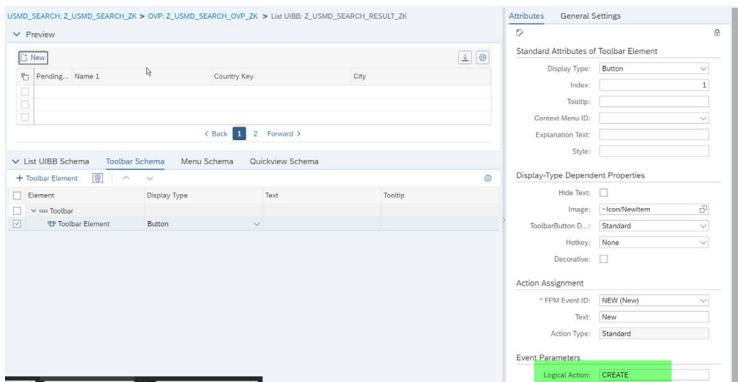 USMD_SEARCH: Z_USMD_SEARCH_ZK > OVP: Z_USMD_SEARCH_OVP_ZK > List UIBB: Z_USMD_SEARCH_RESULT_ZK
Preview
New
Pending... Name 1 Country Key City
< Back 1 2 Forward >
List UIBB Schema Toolbar Schema Menu Schema Quickview Schema
+ Toolbar Element
Element Display Type Text Tooltip
Toolbar
Toolbar Element Button
Attributes General Settings
Standard Attributes of Toolbar Element
Display Type: Button
Index: 1
Tooltip:
Context Menu ID:
Explanation Text:
Style:
Display-Type Dependent Properties
Hide Text:
Image: ~Icon/NewItem
ToolbarButton D...: Standard
Hotkey: None
Decorative:
Action Assignment
* FPM Event ID: NEW (New)
Text: New
Action Type: Standard
Event Parameters
Logical Action: CREATE